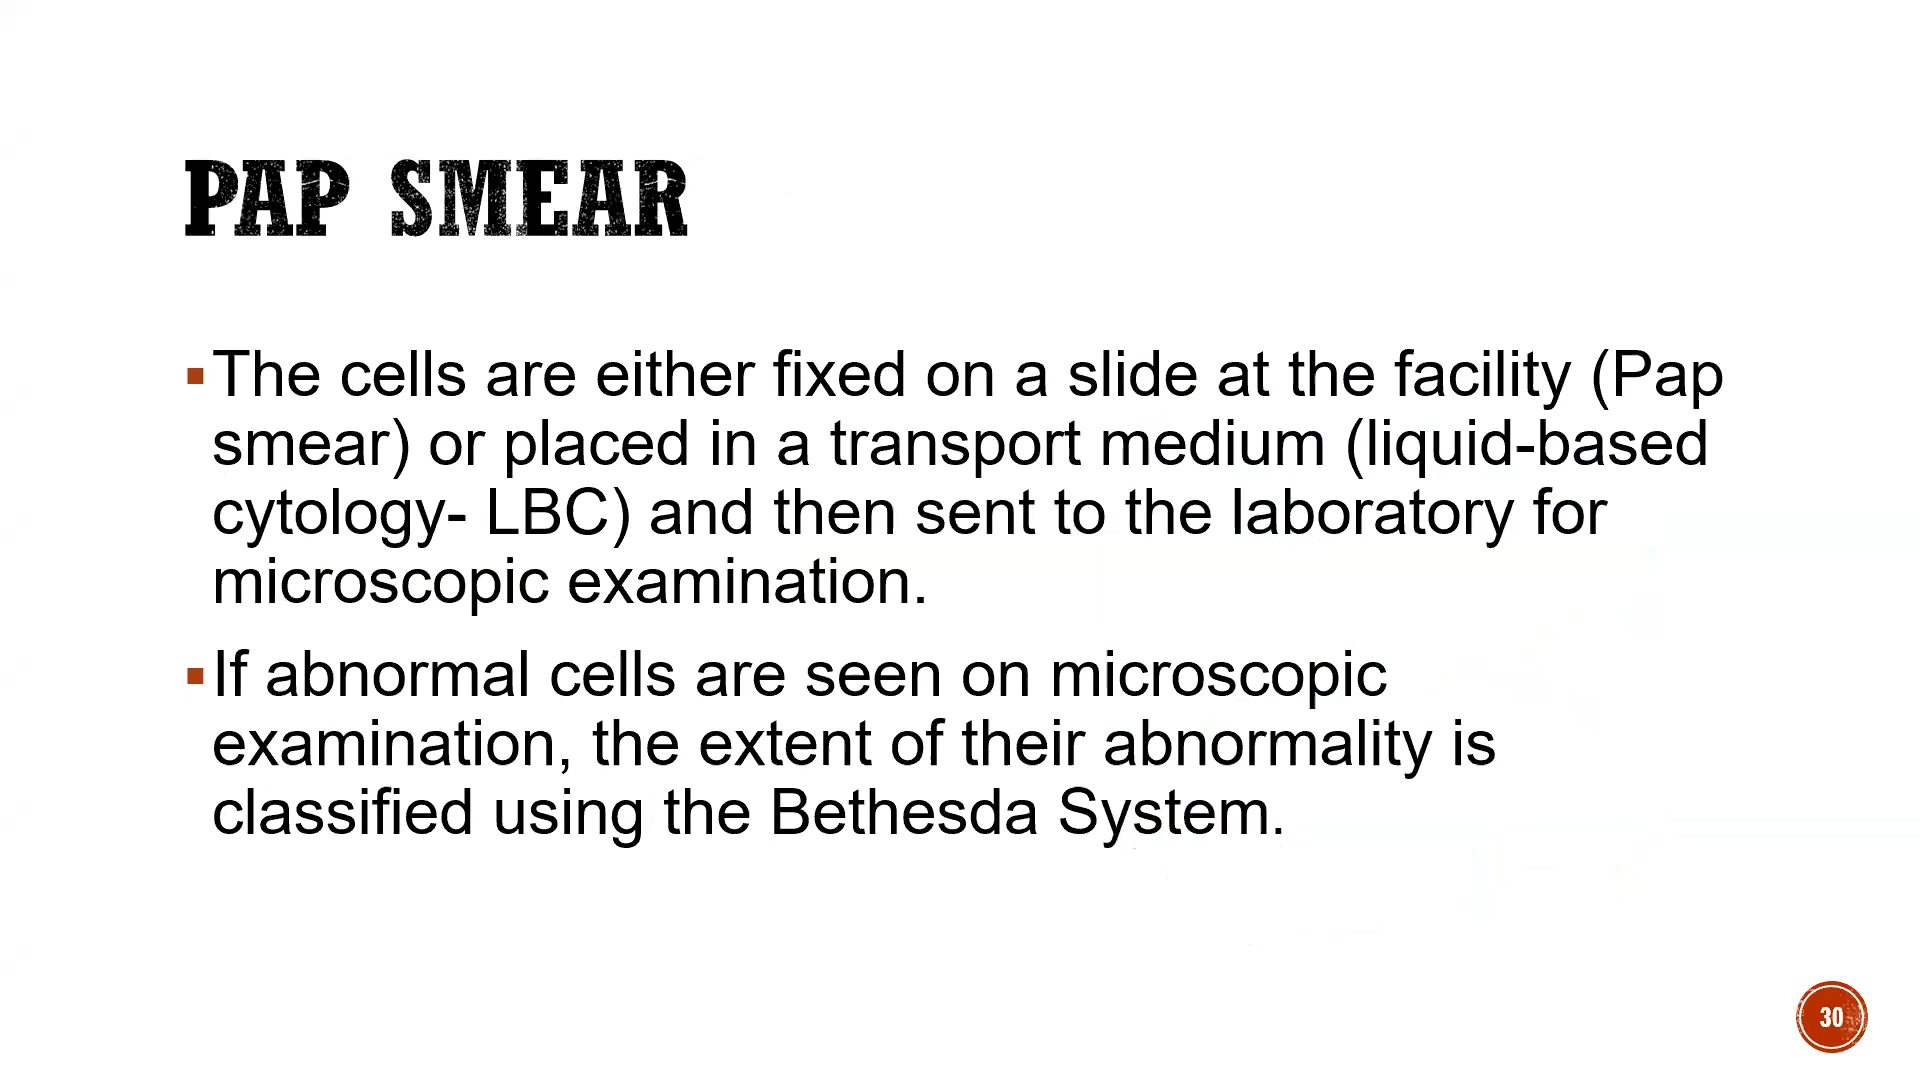 PAP SMEAR
▪The cells are either fixed on a slide at the facility (Pap
smear) or placed in a transport medium (liquid-based
cytology- LBC) and then sent to the laboratory for
microscopic examination.
▪If abnormal cells are seen on microscopic
examination, the extent of their abnormality is
classified using the Bethesda System.
30